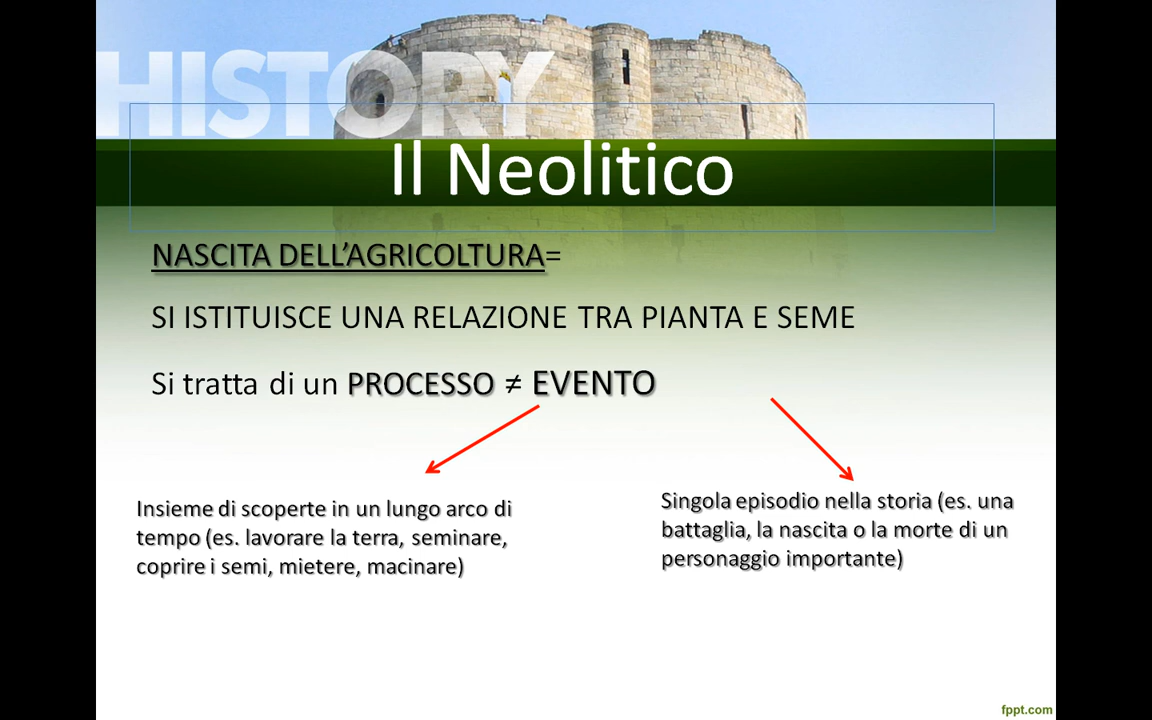 HISTORY
Il Neolitico
NASCITA DELL’AGRICOLTURA=
SI ISTITUISCE UNA RELAZIONE TRA PIANTA E SEME
Si tratta di un PROCESSO ≠ EVENTO
Insieme di scoperte in un lungo arco di
tempo (es. lavorare la terra, seminare,
coprire i semi, mietere, macinare)
Singola episodio nella storia (es. una
battaglia, la nascita o la morte di un
personaggio importante)
fppt.com